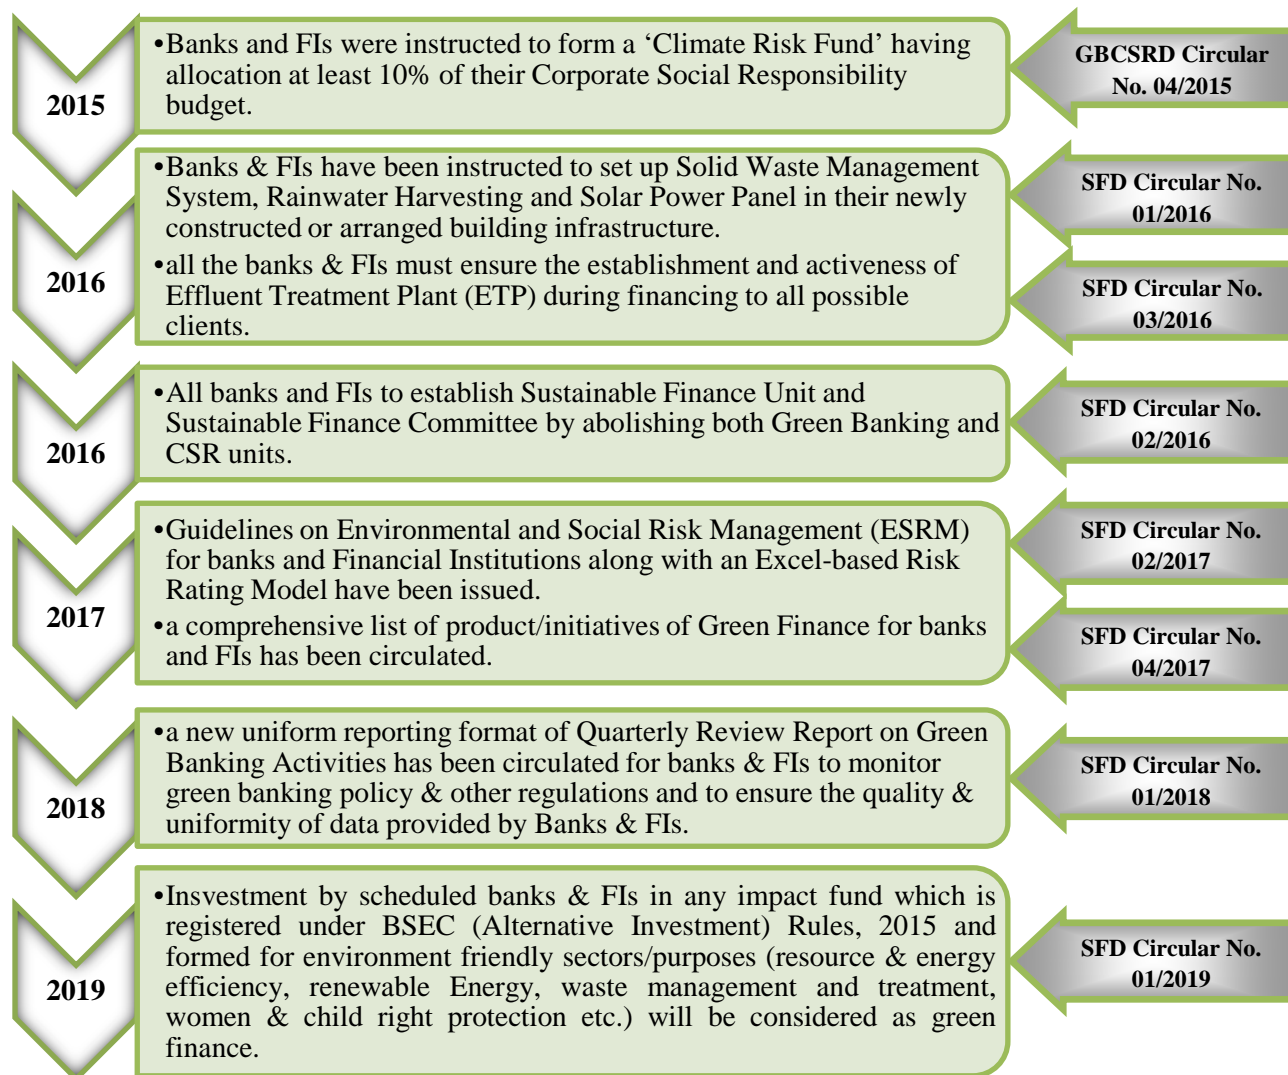 2015
•Banks and FIs were instructed to form a ‘Climate Risk Fund’ having
allocation at least 10% of their Corporate Social Responsibility
budget.
GBCSRD Circular
No. 04/2015
2016
•Banks & FIs have been instructed to set up Solid Waste Management
System, Rainwater Harvesting and Solar Power Panel in their newly
constructed or arranged building infrastructure.
•all the banks & FIs must ensure the establishment and activeness of
Effluent Treatment Plant (ETP) during financing to all possible
clients.
SFD Circular No.
01/2016
SFD Circular No.
03/2016
2016
•All banks and FIs to establish Sustainable Finance Unit and
Sustainable Finance Committee by abolishing both Green Banking and
CSR units.
SFD Circular No.
02/2016
2017
•Guidelines on Environmental and Social Risk Management (ESRM)
for banks and Financial Institutions along with an Excel-based Risk
Rating Model have been issued.
•a comprehensive list of product/initiatives of Green Finance for banks
and FIs has been circulated.
SFD Circular No.
02/2017
SFD Circular No.
04/2017
2018
•a new uniform reporting format of Quarterly Review Report on Green
Banking Activities has been circulated for banks & FIs to monitor
green banking policy & other regulations and to ensure the quality &
uniformity of data provided by Banks & FIs.
SFD Circular No.
01/2018
2019
•Insvestment by scheduled banks & FIs in any impact fund which is
registered under BSEC (Alternative Investment) Rules, 2015 and
formed for environment friendly sectors/purposes (resource & energy
efficiency, renewable Energy, waste management and treatment,
women & child right protection etc.) will be considered as green
finance.
SFD Circular No.
01/2019